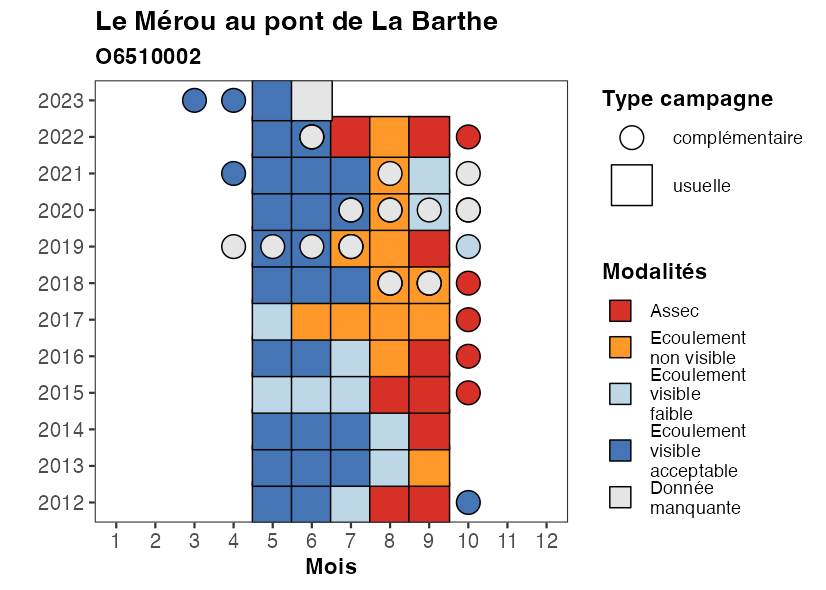 Le Mérou au pont de La Barthe
O6510002
2023
2022
2021
2020
2019
2018
2017
2016
2015
2014
2013
2012
1 2 3 4 5 6 7 8 9 10 11 12
Mois
Type campagne
complémentaire
usuelle
Modalités
Assec
Ecoulement
non visible
Ecoulement
visible
faible
Ecoulement
visible
acceptable
Donnée
manquante